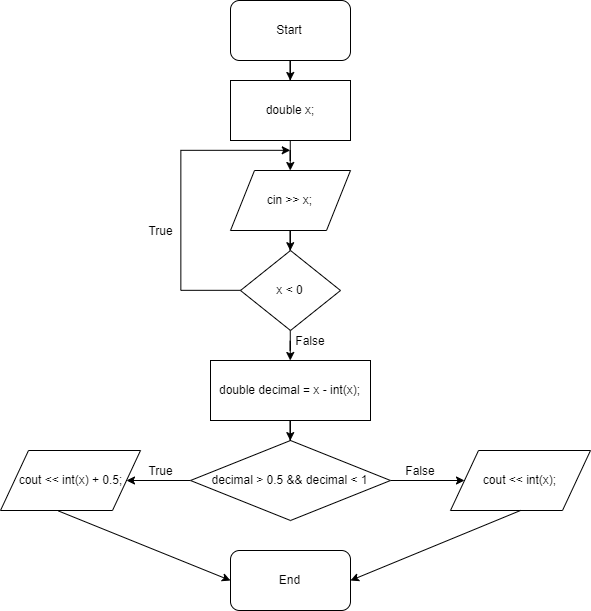 Start
double x;
cin >> x;
True
x < 0
False
double decimal = x - int(x);
True
False
cout << int(x) + 0.5;
decimal > 0.5 && decimal < 1
cout << int(x);
End